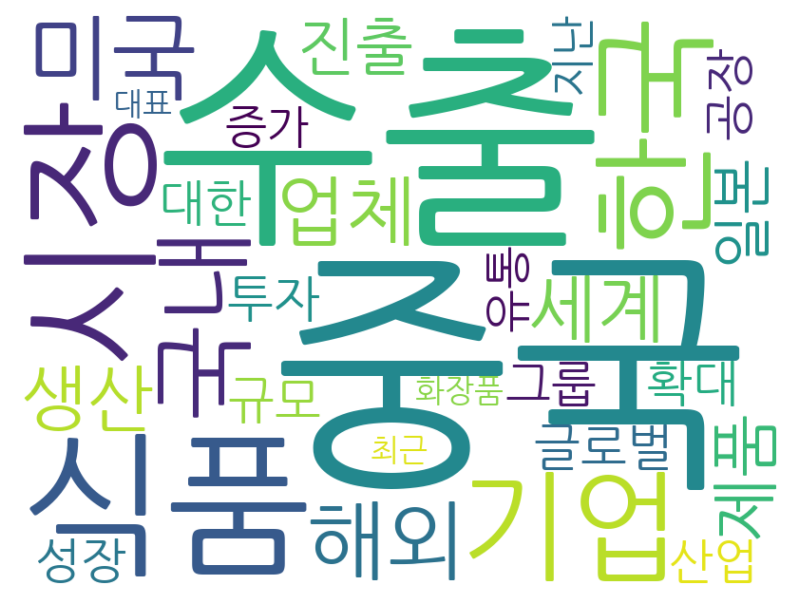 미국
대표
진출
지난
공장
수출
한국
증가
시장
대한
업체
일본
국내
투자
유통
세계
중국
생산
규모
화장품
그룹
확대
최근
글로벌
제품
식품
해외
기업
성장
산업